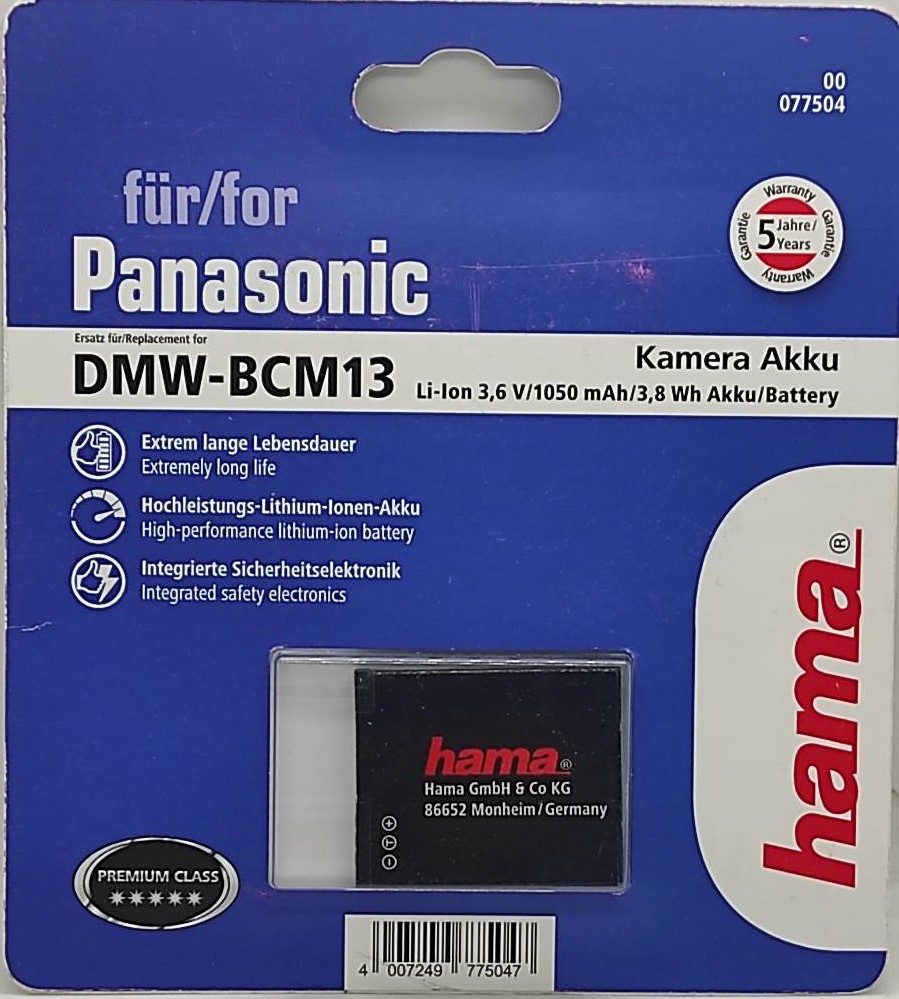 00
077504
für/for
Panasonic
Warranty
Garantie
Warranty
Garantie
5 Jahre/
Years
Ersatz für/Replacement for
DMW-BCM13
Kamera Akku
Li-Ion 3,6 V/1050 mAh/3,8 Wh Akku/Battery
Extrem lange Lebensdauer
Extremely long life
Hochleistungs-Lithium-Ionen-Akku
High-performance lithium-ion battery
Integrierte Sicherheitselektronik
Integrated safety electronics
hama®
hama®
Hama GmbH & Co KG
86652 Monheim/Germany
+
T
-
PREMIUM CLASS
4 007249 775047